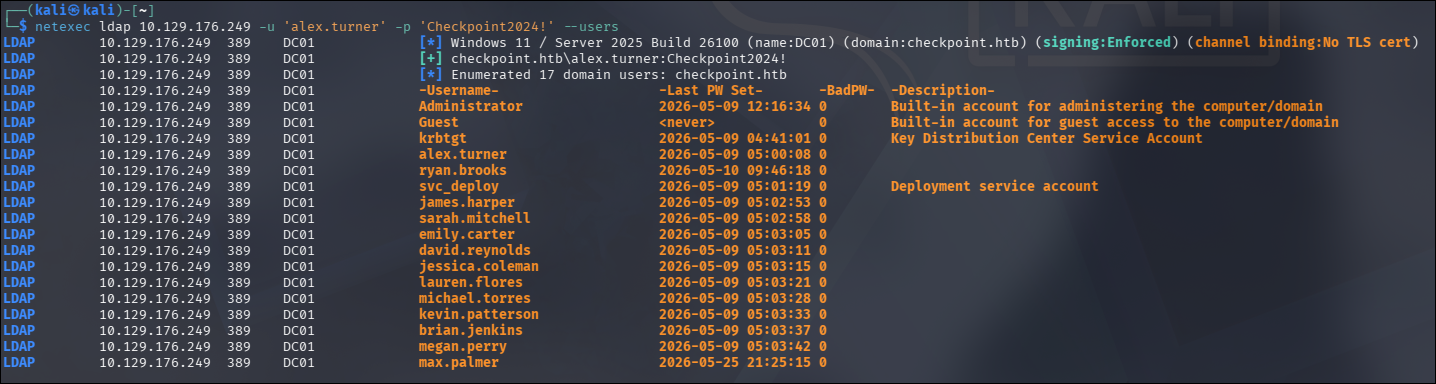 ┌──(kali㉿kali)-[~]
└─$ netexec ldap 10.129.176.249 -u 'alex.turner' -p 'Checkpoint2024!' --users
LDAP 10.129.176.249 389 DC01 [*] Windows 11 / Server 2025 Build 26100 (name:DC01) (domain:checkpoint.htb) (signing:Enforced) (channel binding:No TLS cert)
LDAP 10.129.176.249 389 DC01 [+] checkpoint.htb\alex.turner:Checkpoint2024!
LDAP 10.129.176.249 389 DC01 [*] Enumerated 17 domain users: checkpoint.htb
LDAP 10.129.176.249 389 DC01 -Username- -Last PW Set- -BadPW- -Description-
LDAP 10.129.176.249 389 DC01 Administrator 2026-05-09 12:16:34 0 Built-in account for administering the computer/domain
LDAP 10.129.176.249 389 DC01 Guest <never> 0 Built-in account for guest access to the computer/domain
LDAP 10.129.176.249 389 DC01 krbtgt 2026-05-09 04:41:01 0 Key Distribution Center Service Account
LDAP 10.129.176.249 389 DC01 alex.turner 2026-05-09 05:00:08 0
LDAP 10.129.176.249 389 DC01 ryan.brooks 2026-05-10 09:46:18 0
LDAP 10.129.176.249 389 DC01 svc_deploy 2026-05-09 05:01:19 0 Deployment service account
LDAP 10.129.176.249 389 DC01 james.harper 2026-05-09 05:02:53 0
LDAP 10.129.176.249 389 DC01 sarah.mitchell 2026-05-09 05:02:58 0
LDAP 10.129.176.249 389 DC01 emily.carter 2026-05-09 05:03:05 0
LDAP 10.129.176.249 389 DC01 david.reynolds 2026-05-09 05:03:11 0
LDAP 10.129.176.249 389 DC01 jessica.coleman 2026-05-09 05:03:15 0
LDAP 10.129.176.249 389 DC01 lauren.flores 2026-05-09 05:03:21 0
LDAP 10.129.176.249 389 DC01 michael.torres 2026-05-09 05:03:28 0
LDAP 10.129.176.249 389 DC01 kevin.patterson 2026-05-09 05:03:33 0
LDAP 10.129.176.249 389 DC01 brian.jenkins 2026-05-09 05:03:37 0
LDAP 10.129.176.249 389 DC01 megan.perry 2026-05-09 05:03:42 0
LDAP 10.129.176.249 389 DC01 max.palmer 2026-05-25 21:25:15 0